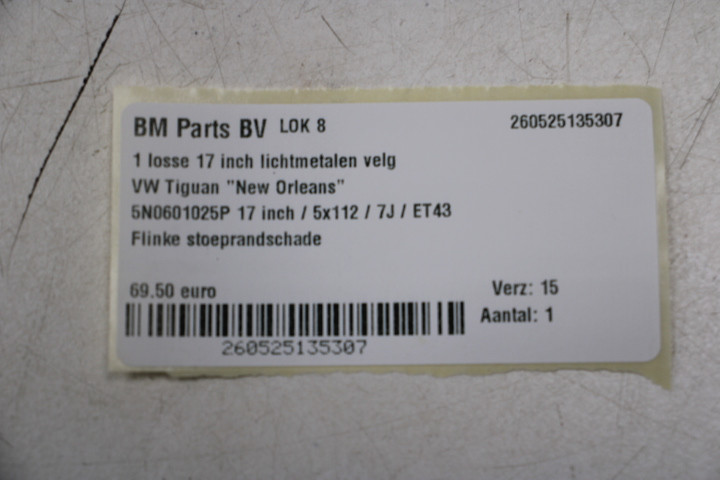 BM Parts BV LOK 8 260525135307
1 losse 17 inch lichtmetalen velg
VW Tiguan "New Orleans"
5N0601025P 17 inch / 5x112 / 7J / ET43
Flinke stoeprandschade
69.50 euro Verz: 15
Aantal: 1
260525135307